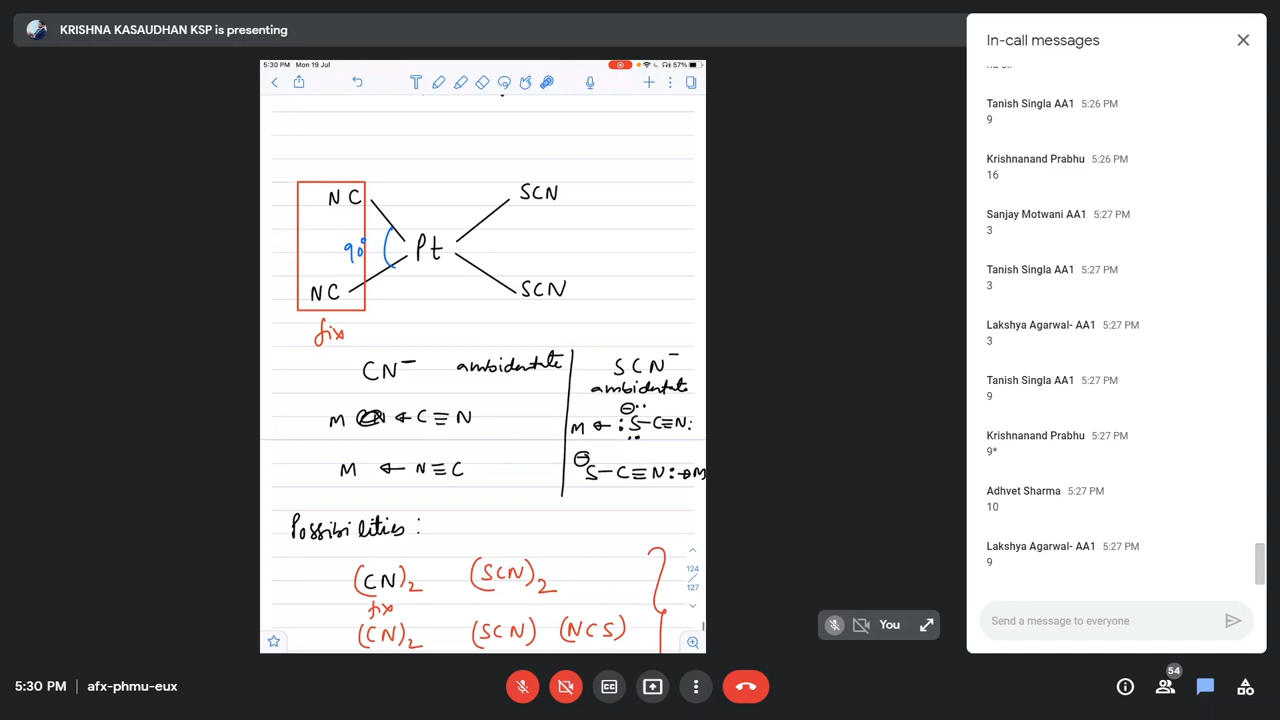 KRISHNA KASAUDHAN KSP is presenting
5:30 PM Mon 19 Jul
57%
T
NC
SCN
90°
Pt
NC
SCN
fix
CN⁻ ambidentate
SCN⁻
ambidentate
M ← C≡N
M ← :S–C≡N:
M ← N≡C
S–C≡N:→M
Possibilities:
(CN)₂ (SCN)₂
fix
(CN)₂ (SCN) (NCS)
124
127
You
5:30 PM afx-phmu-eux
54
In-call messages
Tanish Singla AA1 5:26 PM
9
Krishnanand Prabhu 5:26 PM
16
Sanjay Motwani AA1 5:27 PM
3
Tanish Singla AA1 5:27 PM
3
Lakshya Agarwal- AA1 5:27 PM
3
Tanish Singla AA1 5:27 PM
9
Krishnanand Prabhu 5:27 PM
9*
Adhvet Sharma 5:27 PM
10
Lakshya Agarwal- AA1 5:27 PM
9
Send a message to everyone